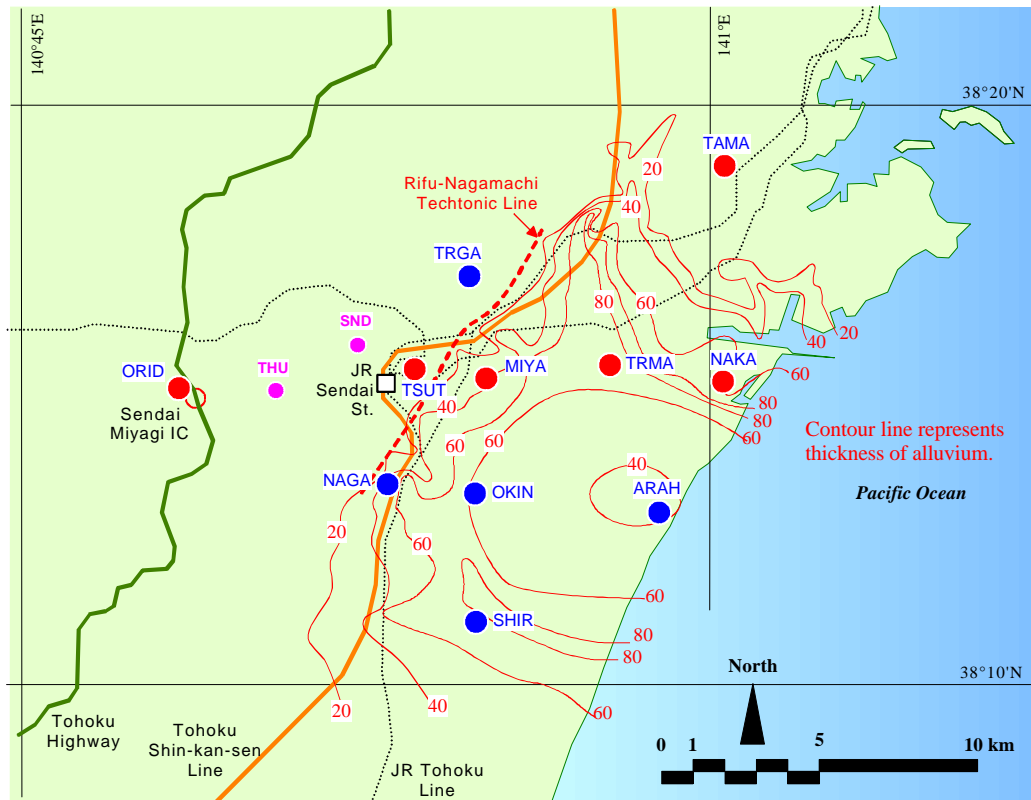 140°45'E
141°E
38°20'N
TAMA
20
Rifu-Nagamachi
Techtonic Line
40
60
TRGA
80
60
SND
20
40
JR
Sendai
St.
TSUT
MIYA
TRMA
NAKA
ORID
THU
60
Sendai
Miyagi IC
40
80
80
60
60
60
Contour line represents
thickness of alluvium.
NAGA
OKIN
40
ARAH
Pacific Ocean
20
60
60
SHIR
80
80
North
38°10'N
20
40
60
Tohoku
Highway
Tohoku
Shin-kan-sen
Line
JR Tohoku
Line
0 1 5 10 km